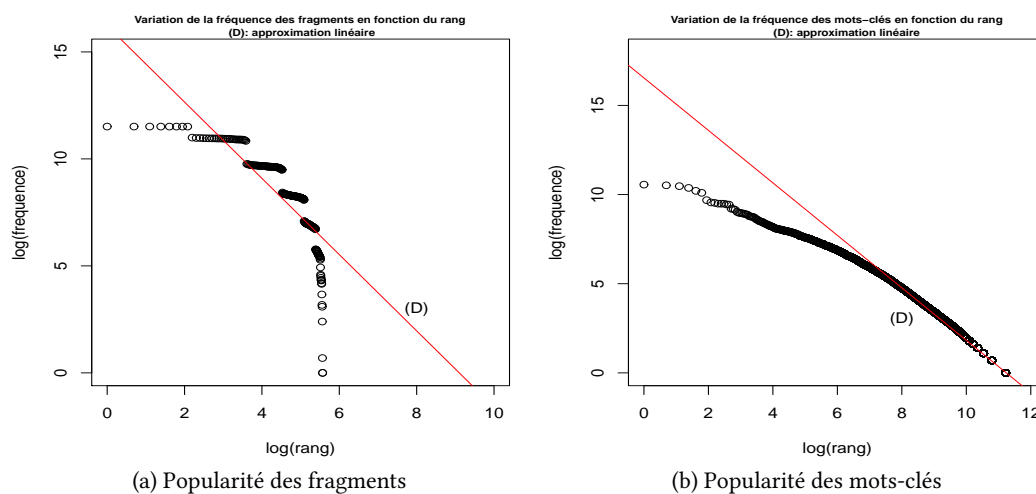 Variation de la fréquence des fragments en fonction du rang
(D): approximation linéaire
15
10
5
0
log(frequence)
(D)
0 2 4 6 8 10
log(rang)
(a) Popularité des fragments
Variation de la fréquence des mots−clés en fonction du rang
(D): approximation linéaire
15
10
5
0
log(frequence)
(D)
0 2 4 6 8 10 12
log(rang)
(b) Popularité des mots-clés